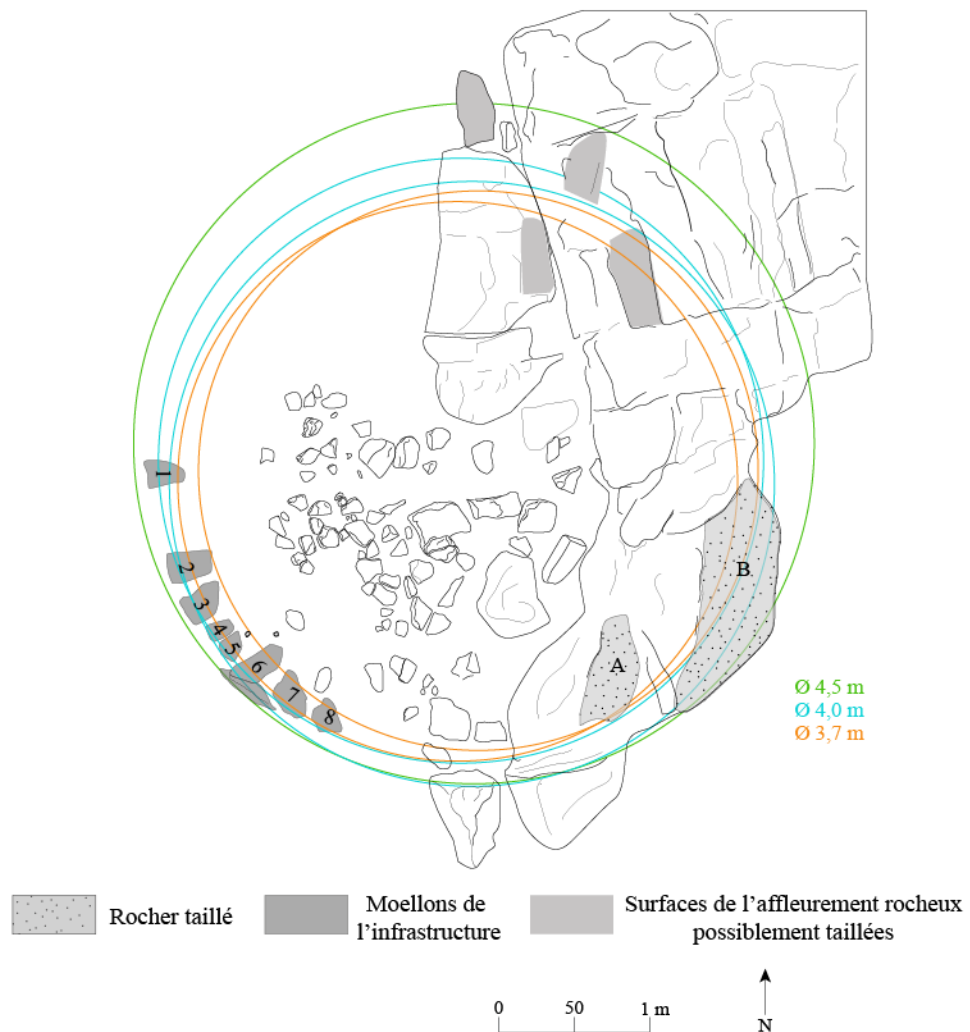 1
2
3
4
5
6
7
8
A
B
Ø 4,5 m
Ø 4,0 m
Ø 3,7 m
Rocher taillé
Moellons de
l'infrastructure
Surfaces de l'affleurement rocheux
possiblement taillées
0 50 1 m
N